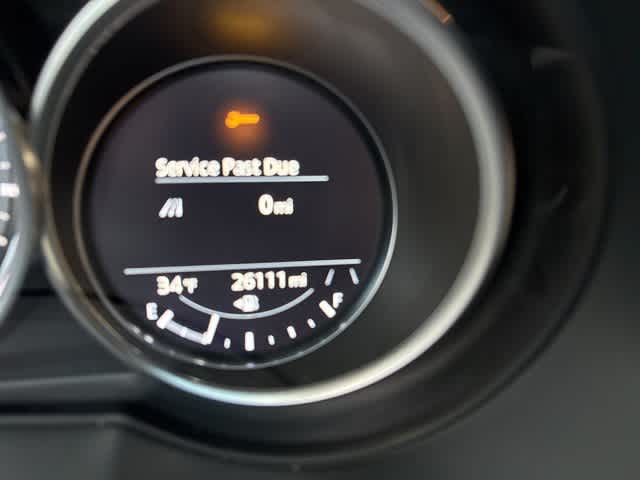 Service Past Due
0mi
34°F 26111mi
E F